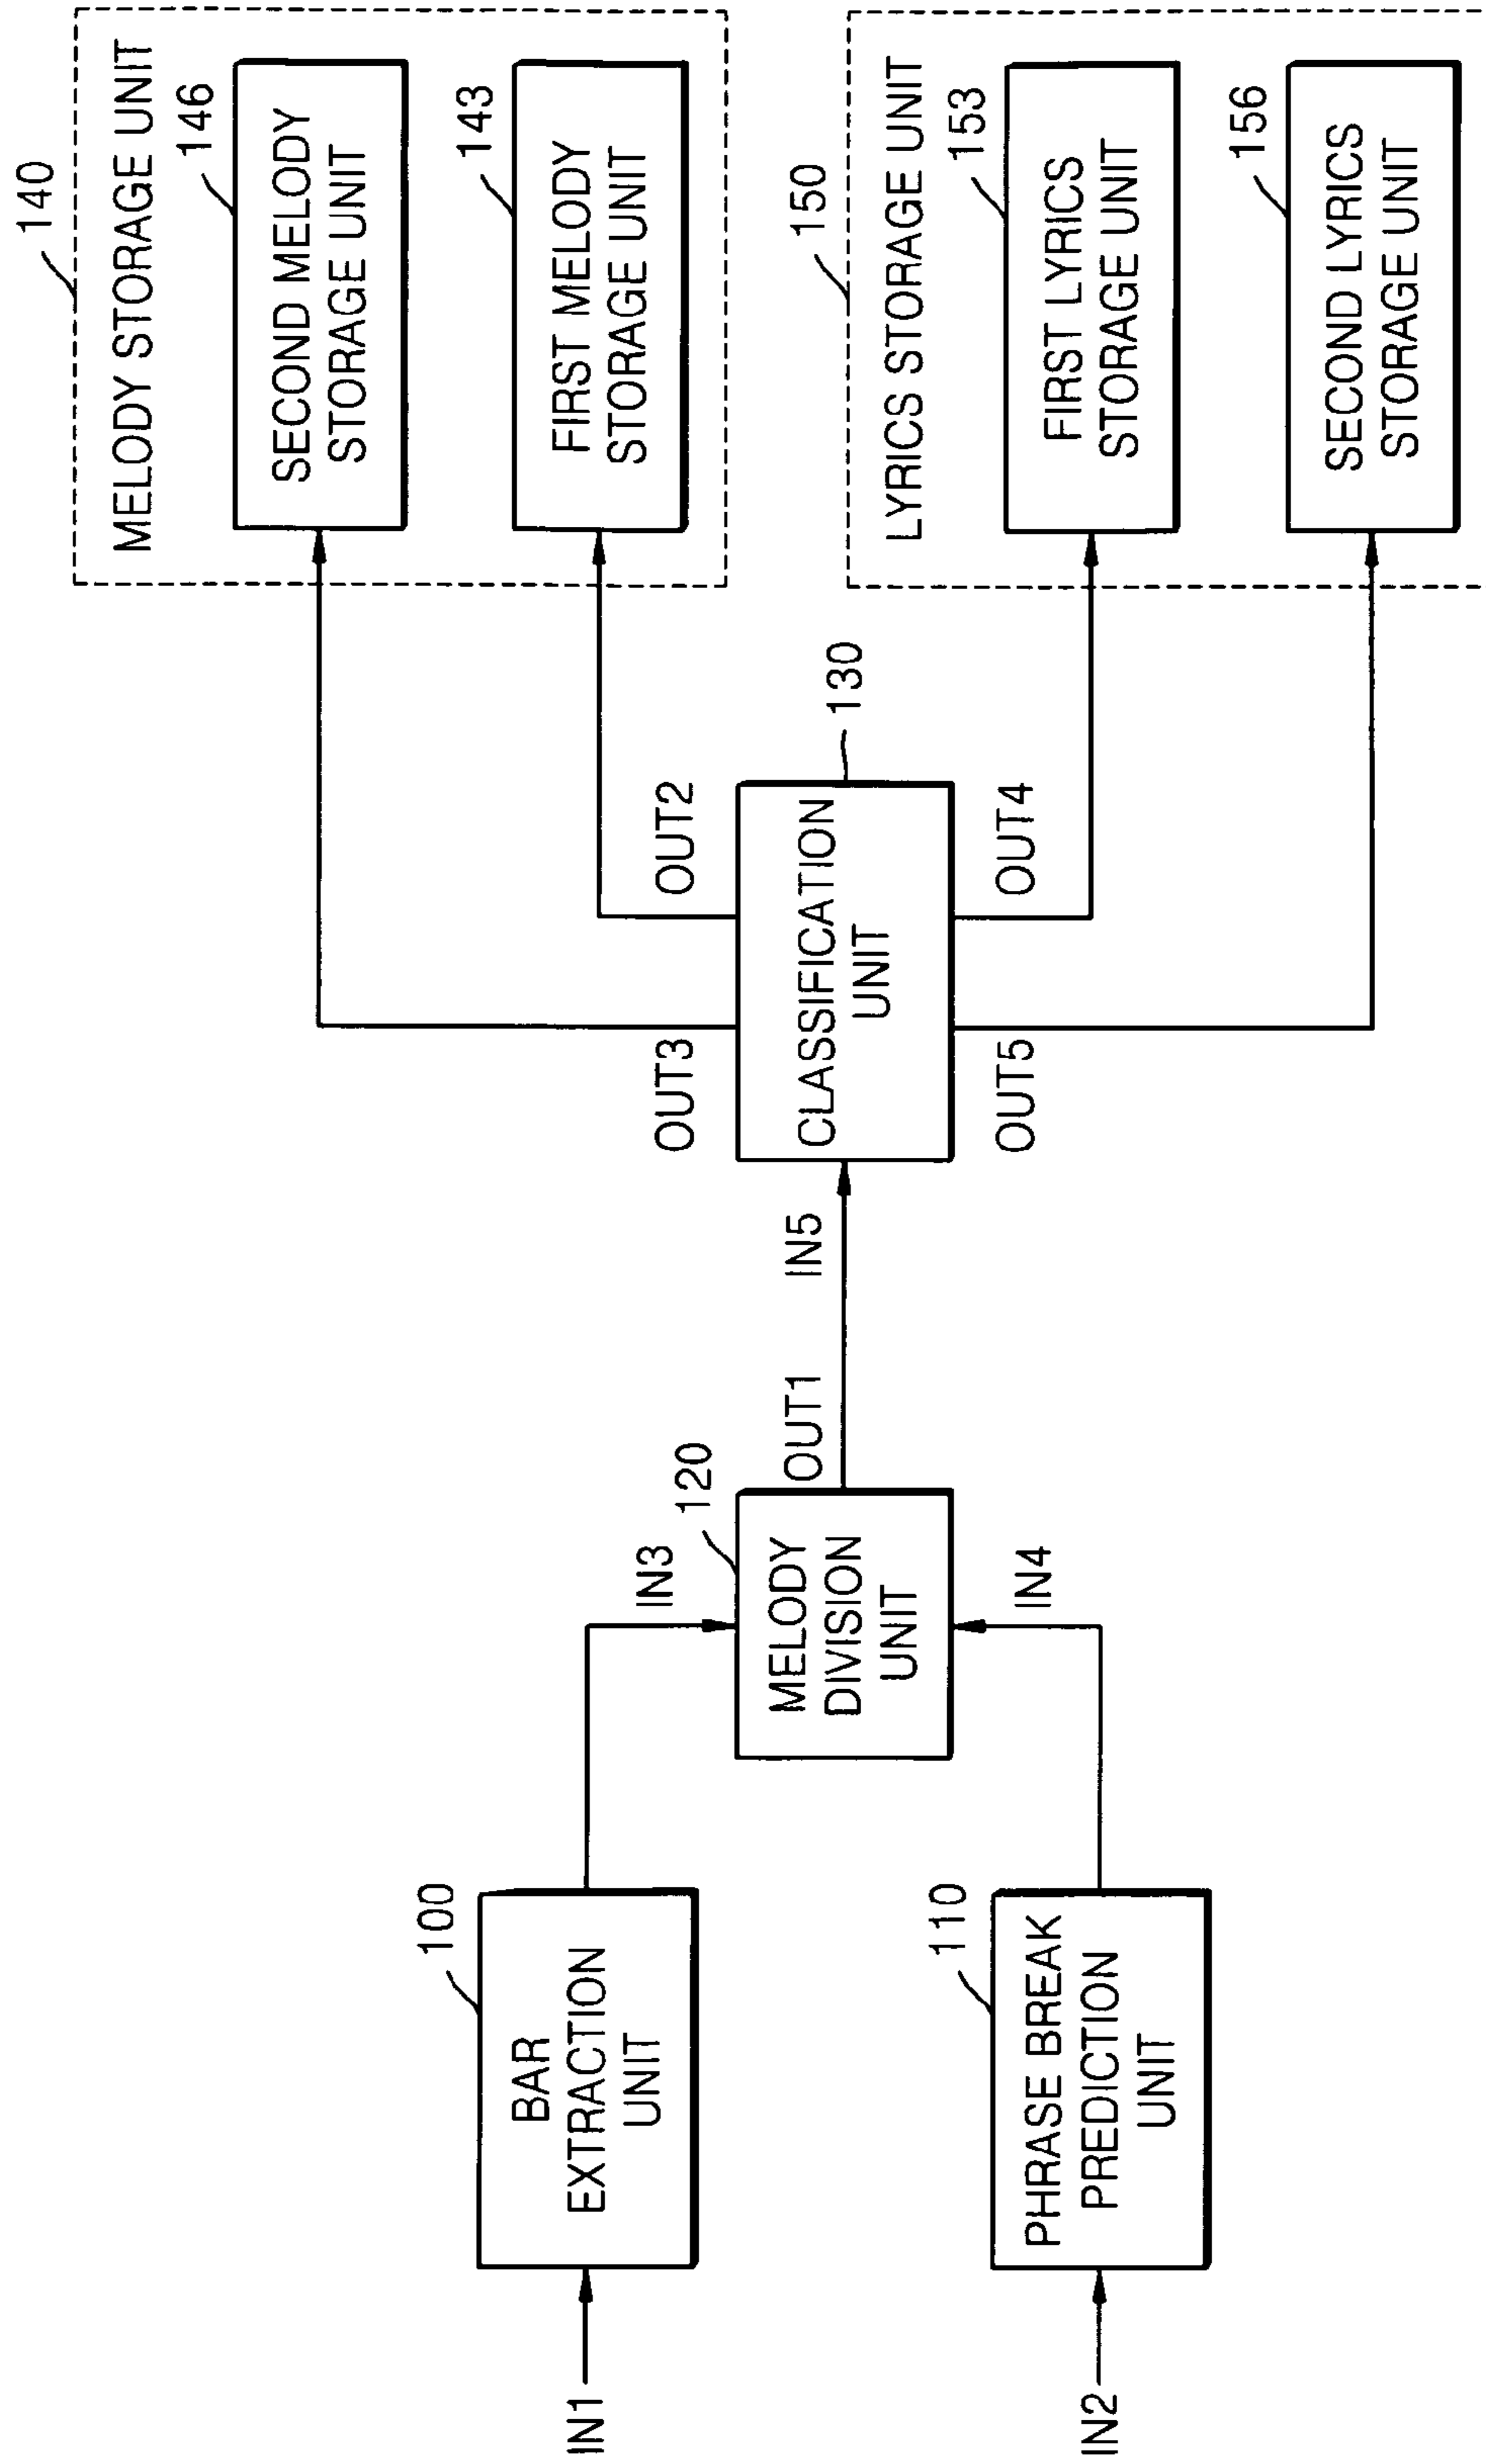 140
MELODY STORAGE UNIT
146
SECOND MELODY
STORAGE UNIT
143
FIRST MELODY
STORAGE UNIT
150
LYRICS STORAGE UNIT
153
FIRST LYRICS
STORAGE UNIT
156
SECOND LYRICS
STORAGE UNIT
130
CLASSIFICATION
UNIT
OUT3
OUT2
OUT5
OUT4
IN5
OUT1
120
MELODY
DIVISION
UNIT
IN3
IN4
100
BAR
EXTRACTION
UNIT
IN1
110
PHRASE BREAK
PREDICTION
UNIT
IN2